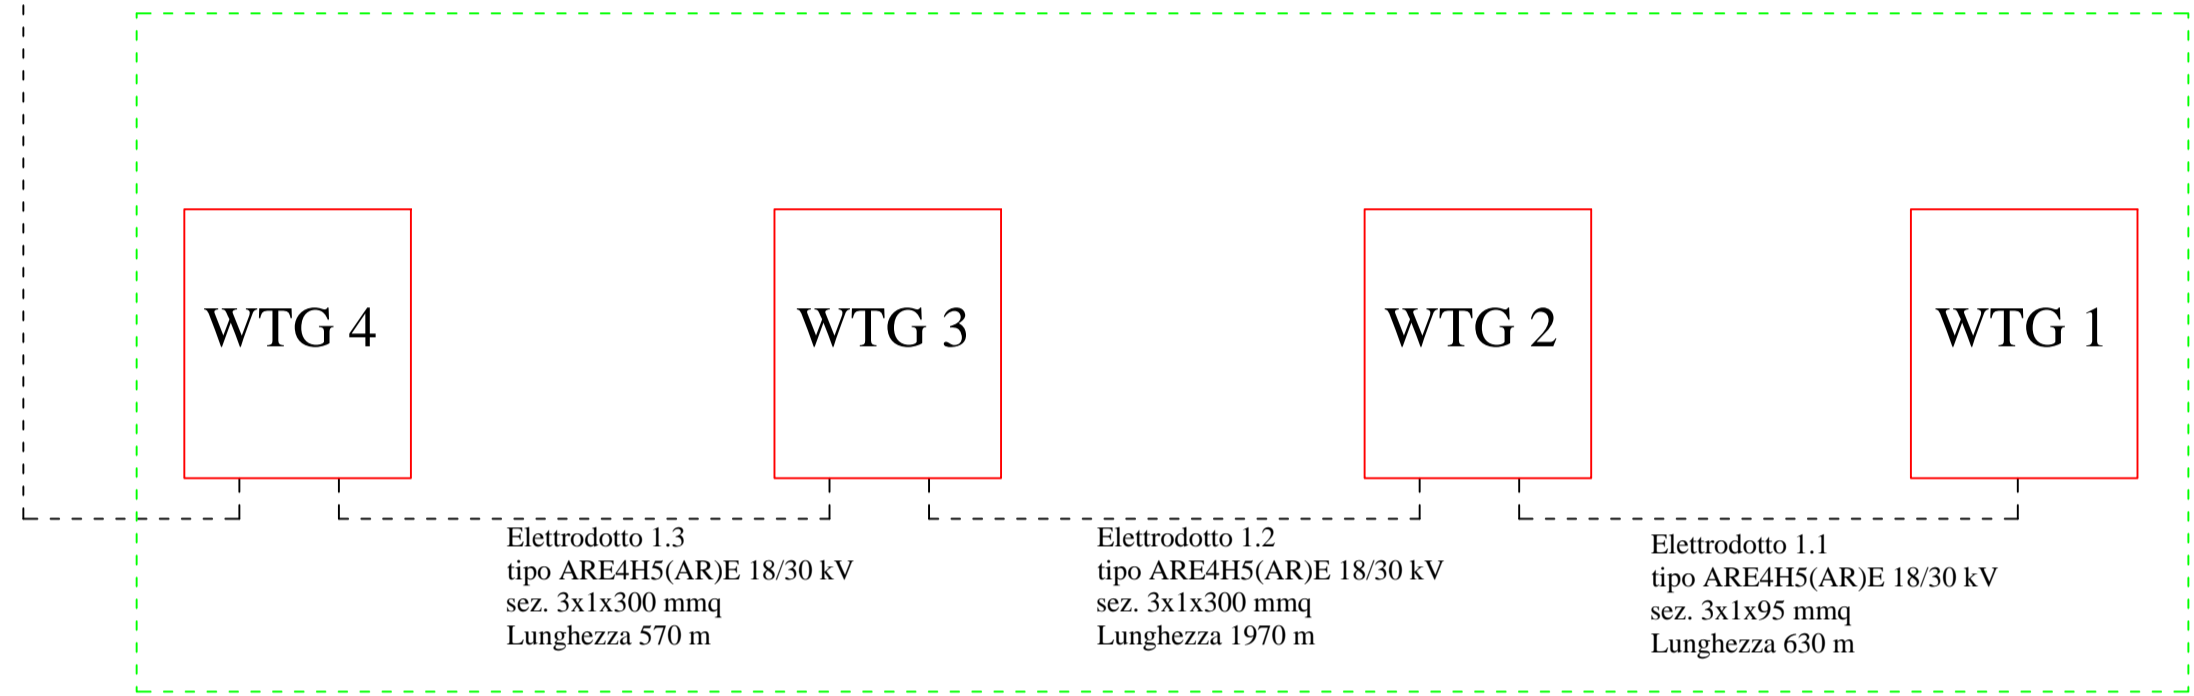 WTG 4
WTG 3
WTG 2
WTG 1
Elettrodotto 1.3
tipo ARE4H5(AR)E 18/30 kV
sez. 3x1x300 mmq
Lunghezza 570 m
Elettrodotto 1.2
tipo ARE4H5(AR)E 18/30 kV
sez. 3x1x300 mmq
Lunghezza 1970 m
Elettrodotto 1.1
tipo ARE4H5(AR)E 18/30 kV
sez. 3x1x95 mmq
Lunghezza 630 m